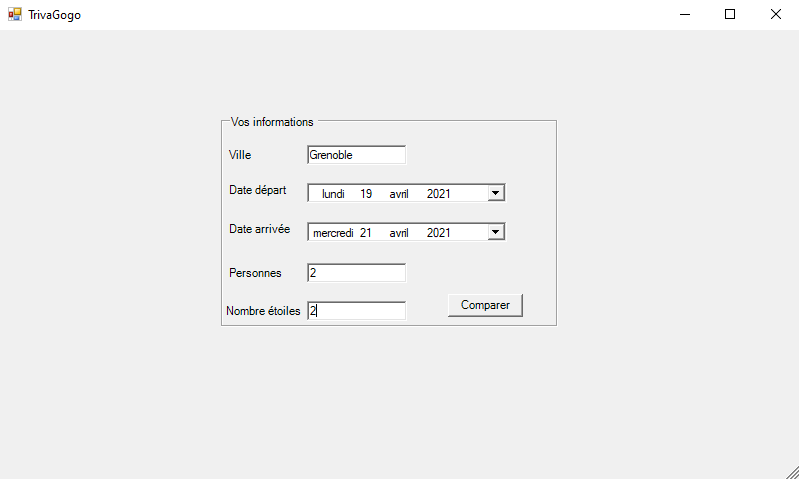 TrivaGogo
Vos informations
Ville Grenoble
Date départ lundi 19 avril 2021
Date arrivée mercredi 21 avril 2021
Personnes 2
Nombre étoiles 2 Comparer